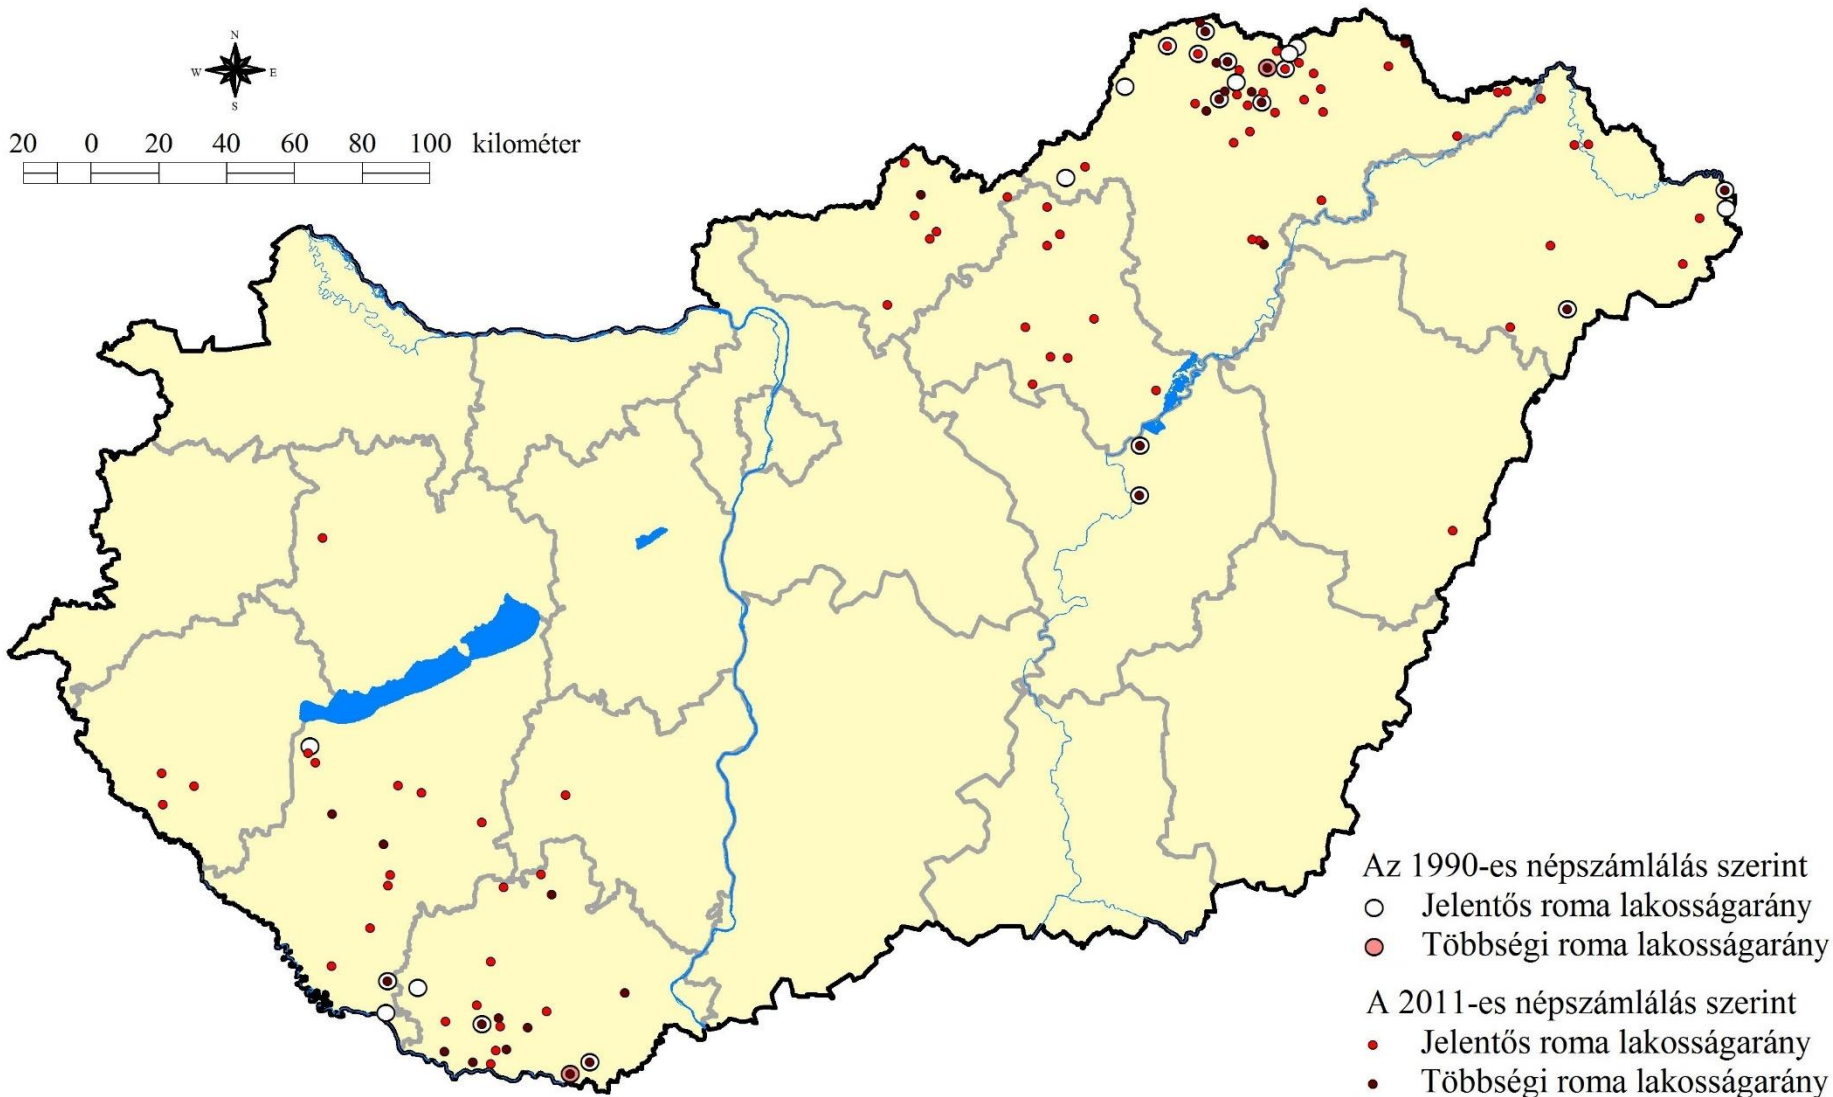 N
W E
S
20 0 20 40 60 80 100 kilométer
Az 1990-es népszámlálás szerint
Jelentős roma lakosságarány
Többségi roma lakosságarány
A 2011-es népszámlálás szerint
Jelentős roma lakosságarány
Többségi roma lakosságarány